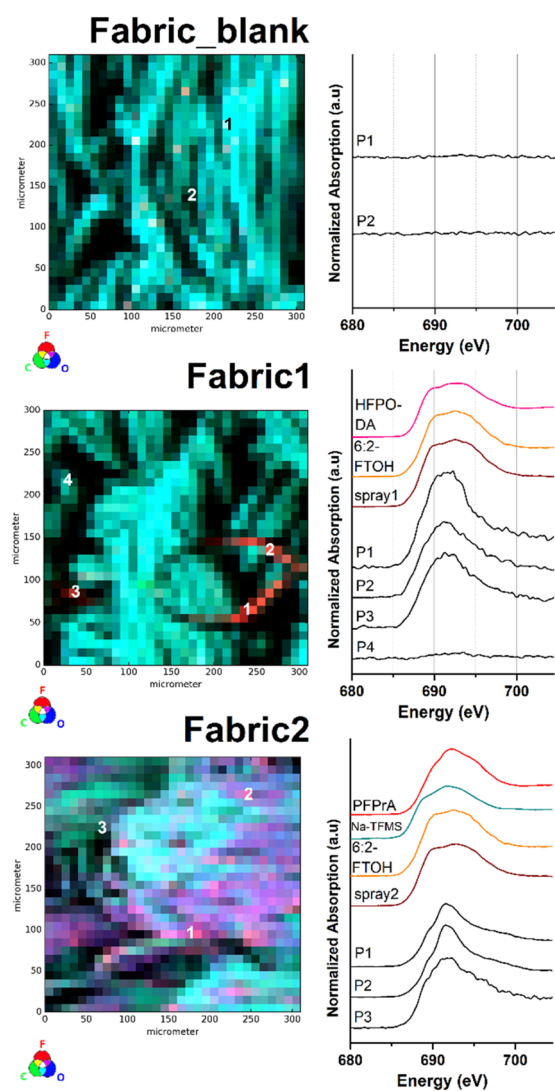 Fabric_blank
300
250
200
150
100
50
0
micrometer
0 50 100 150 200 250 300
micrometer
1
2
F
C O
Normalized Absorption (a.u)
P1
P2
680 690 700
Energy (eV)
Fabric1
300
250
200
150
100
50
0
micrometer
0 50 100 150 200 250 300
micrometer
4
2
3
1
F
C O
Normalized Absorption (a.u)
HFPO-
DA
6:2-
FTOH
spray1
P1
P2
P3
P4
680 690 700
Energy (eV)
Fabric2
300
250
200
150
100
50
0
micrometer
0 50 100 150 200 250 300
micrometer
2
3
1
F
C O
Normalized Absorption (a.u)
PFPrA
Na-TFMS
6:2-
FTOH
spray2
P1
P2
P3
680 690 700
Energy (eV)